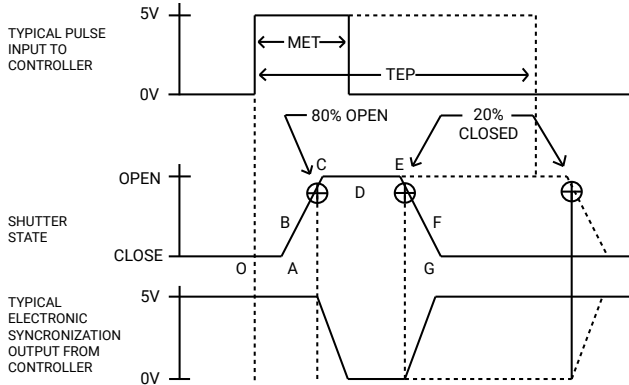 TYPICAL PULSE
INPUT TO
CONTROLLER
5V
0V
MET
TEP
80% OPEN
20%
CLOSED
SHUTTER
STATE
OPEN
CLOSE
O
A
B
C
D
E
F
G
TYPICAL
ELECTRONIC
SYNCRONIZATION
OUTPUT FROM
CONTROLLER
5V
0V